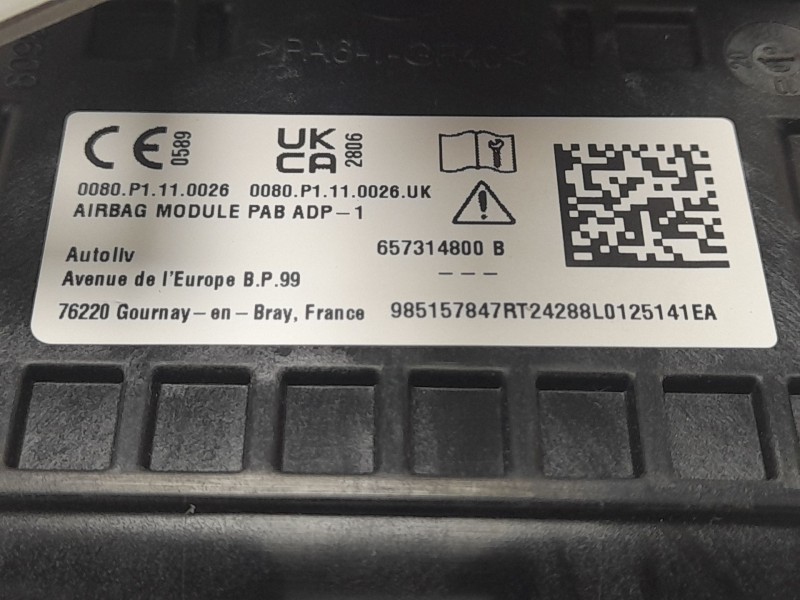 CE 0589
UK CA 2806
0080.P1.11.0026 0080.P1.11.0026.UK
AIRBAG MODULE PAB ADP-1
Autoliv 657314800 B
Avenue de l'Europe B.P.99 ---
76220 Gournay-en-Bray, France 985157847RT24288L0125141EA